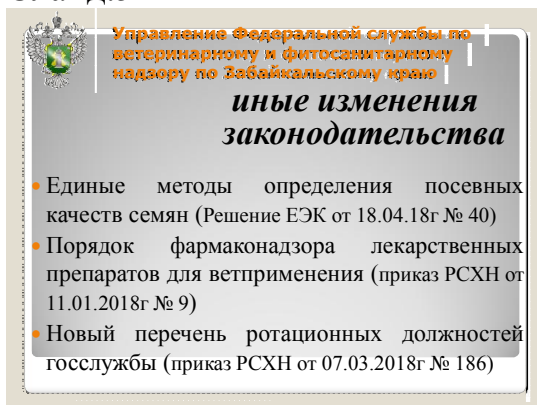 Управление Федеральной службы по
ветеринарному и фитосанитарному
надзору по Забайкальскому краю
иные изменения
законодательства
Единые методы определения посевных
качеств семян (Решение ЕЭК от 18.04.18г № 40)
Порядок фармаконадзора лекарственных
препаратов для ветприменения (приказ РСХН от
11.01.2018г № 9)
Новый перечень ротационных должностей
госслужбы (приказ РСХН от 07.03.2018г № 186)